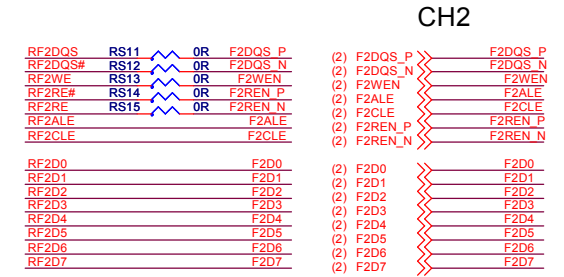 CH2
RF2DQS RS11 0R F2DQS_P (2) F2DQS_P F2DQS_P
RF2DQS# RS12 0R F2DQS_N (2) F2DQS_N F2DQS_N
RF2WE RS13 0R F2WEN (2) F2WEN F2WEN
RF2RE# RS14 0R F2REN_P (2) F2ALE F2ALE
RF2RE RS15 0R F2REN_N (2) F2CLE F2CLE
RF2ALE F2ALE (2) F2REN_P F2REN_P
RF2CLE F2CLE (2) F2REN_N F2REN_N
RF2D0 F2D0 (2) F2D0 F2D0
RF2D1 F2D1 (2) F2D1 F2D1
RF2D2 F2D2 (2) F2D2 F2D2
RF2D3 F2D3 (2) F2D3 F2D3
RF2D4 F2D4 (2) F2D4 F2D4
RF2D5 F2D5 (2) F2D5 F2D5
RF2D6 F2D6 (2) F2D6 F2D6
RF2D7 F2D7 (2) F2D7 F2D7